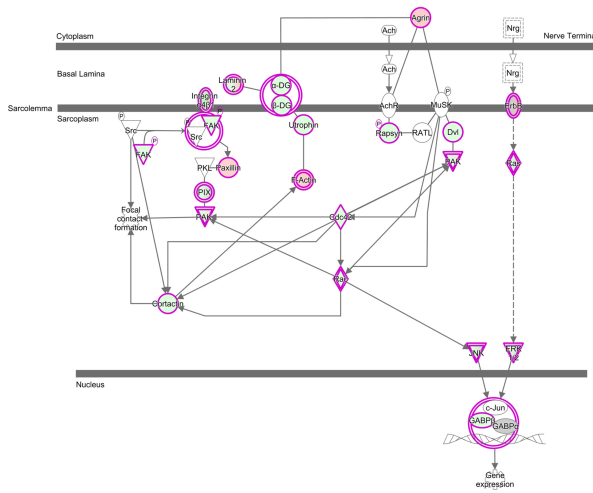 Agrin
Nrg
Cytoplasm
Ach
Nerve Termina
Basal Lamina
Ach
Nrg
Laminin
2
α-DG
Integrin
β-DG
P
MuSK
ErbB
Sarcolemma
AchR
Sarcoplasm
P
P
Src
P
FAK
Src
Utrophin
P
Rapsyn
RATL
Dvl
P
FAK
PKL
Paxillin
PAK
Ras
F-Actin
PIX
Focal
contact
formation
PAK
Cdc42
Rac
Cortactin
JNK
ERK
1/2
Nucleus
c-Jun
GABPβ
GABPα
Gene
expression